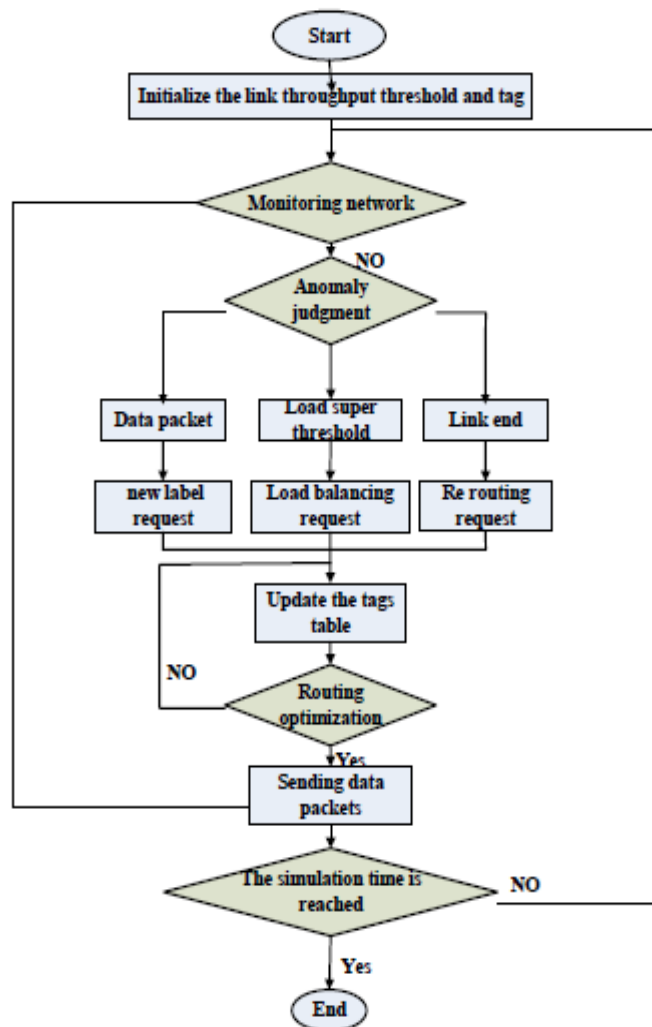 Start
Initialize the link throughput threshold and tag
Monitoring network
NO
Anomaly
judgment
Data packet
Load super
threshold
Link end
new label
request
Load balancing
request
Re routing
request
Update the tags
table
NO
Routing
optimization
Yes
Sending data
packets
The simulation time is
reached
NO
Yes
End